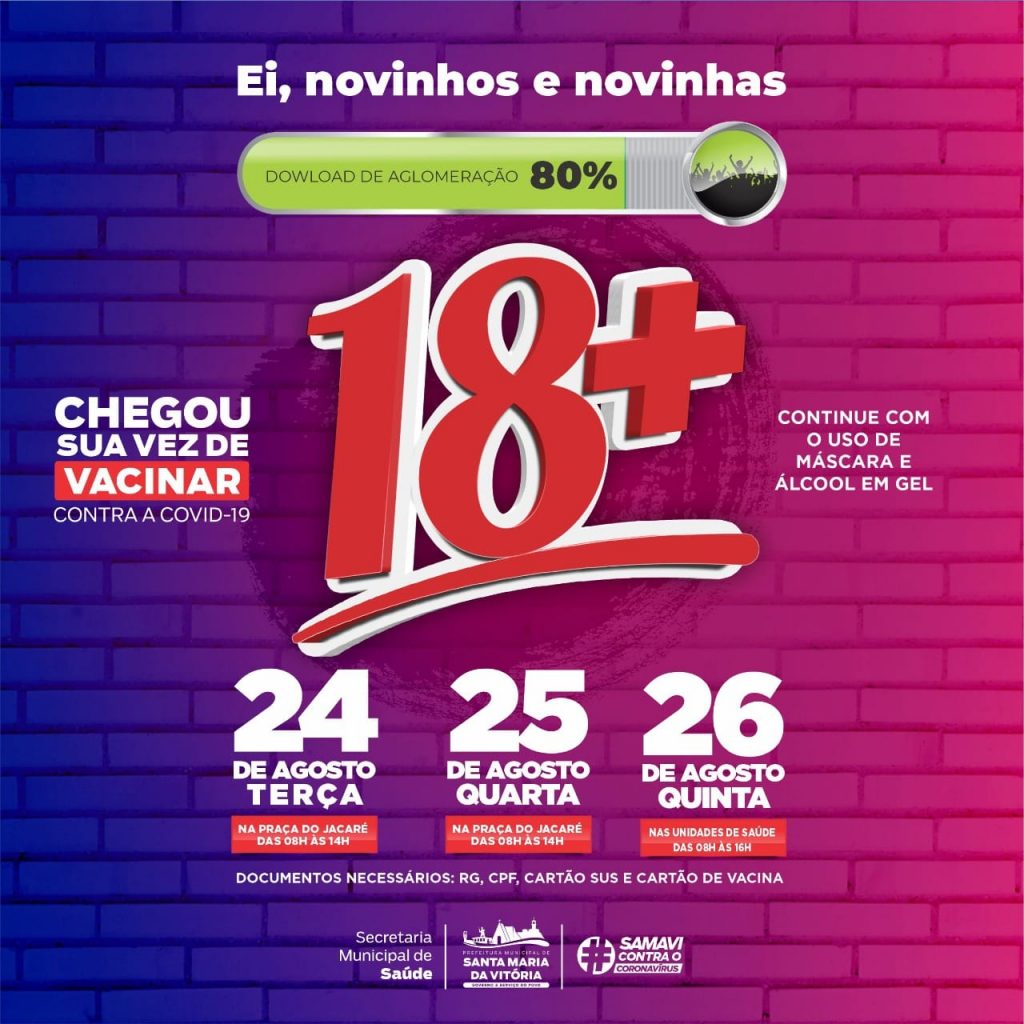 Ei, novinhos e novinhas
DOWLOAD DE AGLOMERAÇÃO 80%
18+
CHEGOU
SUA VEZ DE
VACINAR
CONTRA A COVID-19
CONTINUE COM
O USO DE
MÁSCARA E
ÁLCOOL EM GEL
24
DE AGOSTO
TERÇA
NA PRAÇA DO JACARÉ
DAS 08H ÀS 14H
25
DE AGOSTO
QUARTA
NA PRAÇA DO JACARÉ
DAS 08H ÀS 14H
26
DE AGOSTO
QUINTA
NAS UNIDADES DE SAÚDE
DAS 08H ÀS 16H
DOCUMENTOS NECESSÁRIOS: RG, CPF, CARTÃO SUS E CARTÃO DE VACINA
Secretaria
Municipal de
Saúde
PREFEITURA MUNICIPAL DE
SANTA MARIA
DA VITÓRIA
GOVERNO A SERVIÇO DO POVO
SAMAVI
CONTRA O
CORONAVÍRUS